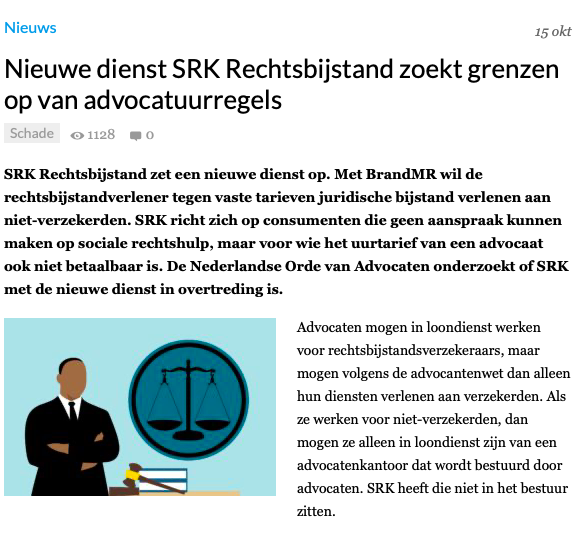 Nieuws
15 okt
Nieuwe dienst SRK Rechtsbijstand zoekt grenzen
op van advocatuurregels
Schade 1128 0
SRK Rechtsbijstand zet een nieuwe dienst op. Met BrandMR wil de
rechtsbijstandverlener tegen vaste tarieven juridische bijstand verlenen aan
niet-verzekerden. SRK richt zich op consumenten die geen aanspraak kunnen
maken op sociale rechtshulp, maar voor wie het uurtarief van een advocaat
ook niet betaalbaar is. De Nederlandse Orde van Advocaten onderzoekt of SRK
met de nieuwe dienst in overtreding is.
Advocaten mogen in loondienst werken
voor rechtsbijstandsverzekeraars, maar
mogen volgens de advocantenwet dan alleen
hun diensten verlenen aan verzekerden. Als
ze werken voor niet-verzekerden, dan
mogen ze alleen in loondienst zijn van een
advocatenkantoor dat wordt bestuurd door
advocaten. SRK heeft die niet in het bestuur
zitten.